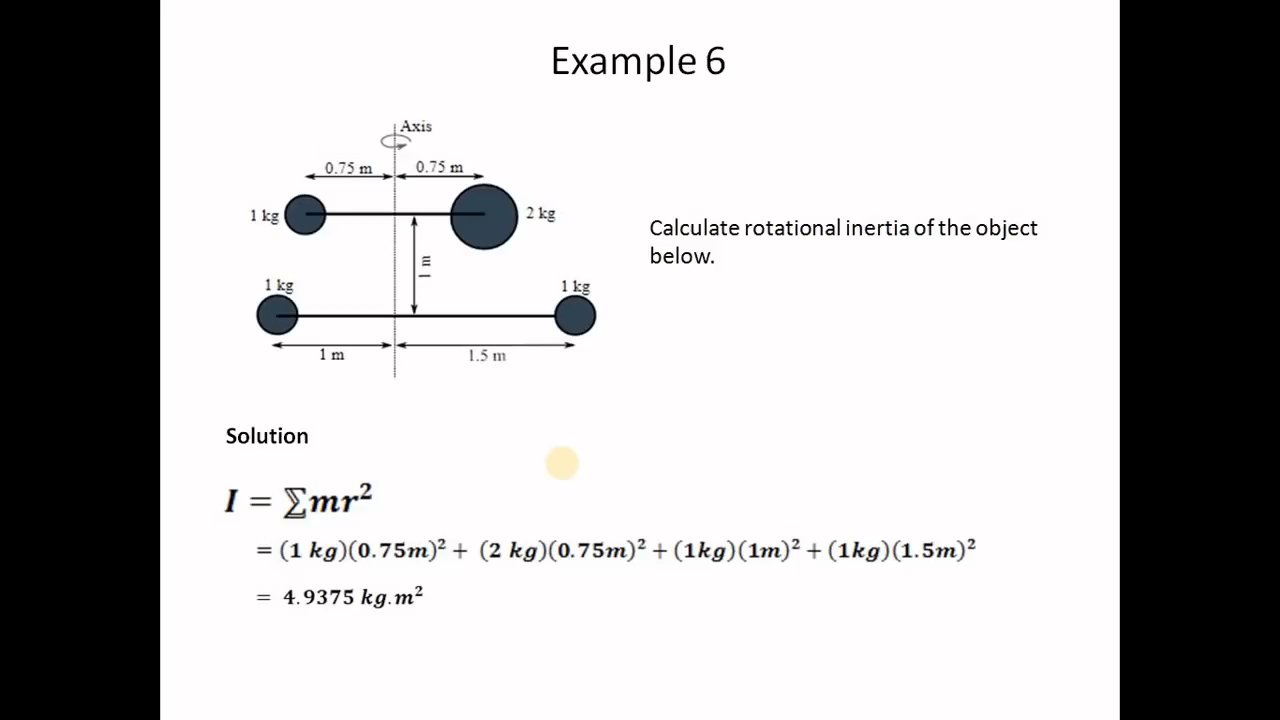 Example 6
Axis
0.75 m 0.75 m
1 kg 2 kg
1 m
1 kg 1 kg
1 m 1.5 m
Calculate rotational inertia of the object
below.
Solution
I = ∑mr²
= (1 kg)(0.75m)² + (2 kg)(0.75m)² + (1kg)(1m)² + (1kg)(1.5m)²
= 4.9375 kg.m²